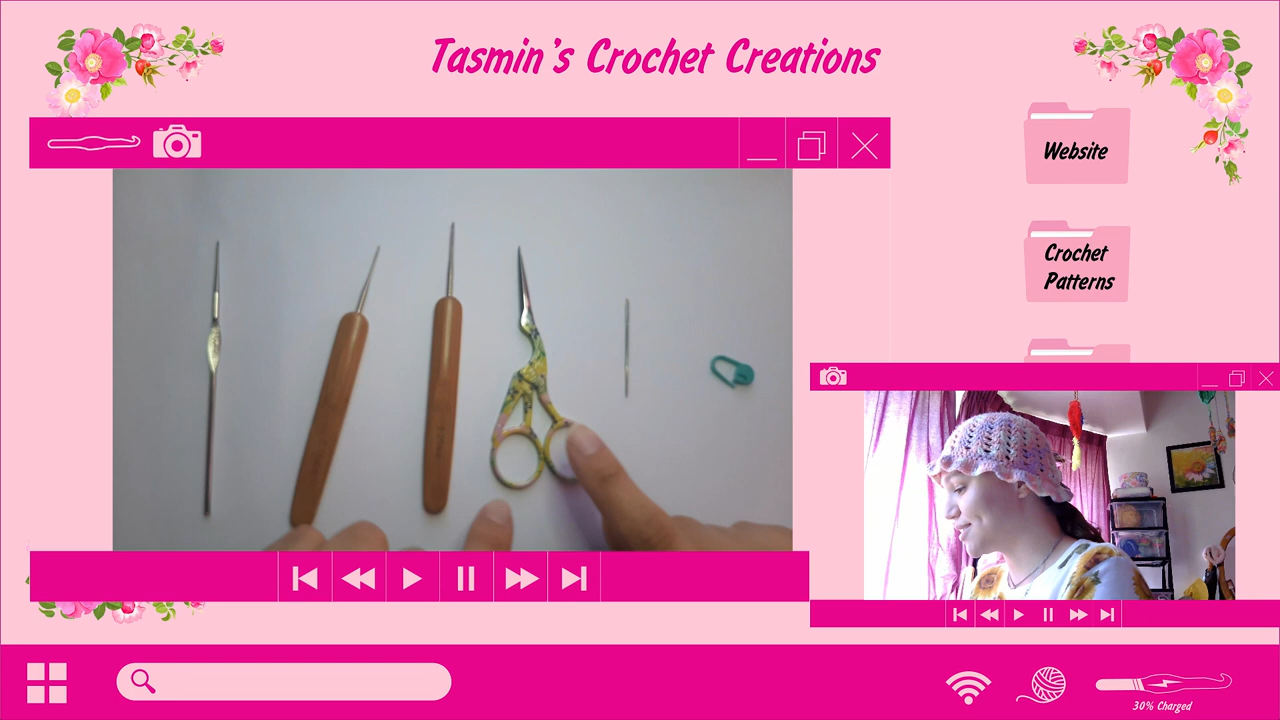 Tasmin's Crochet Creations
Website
Crochet
Patterns
30% Charged